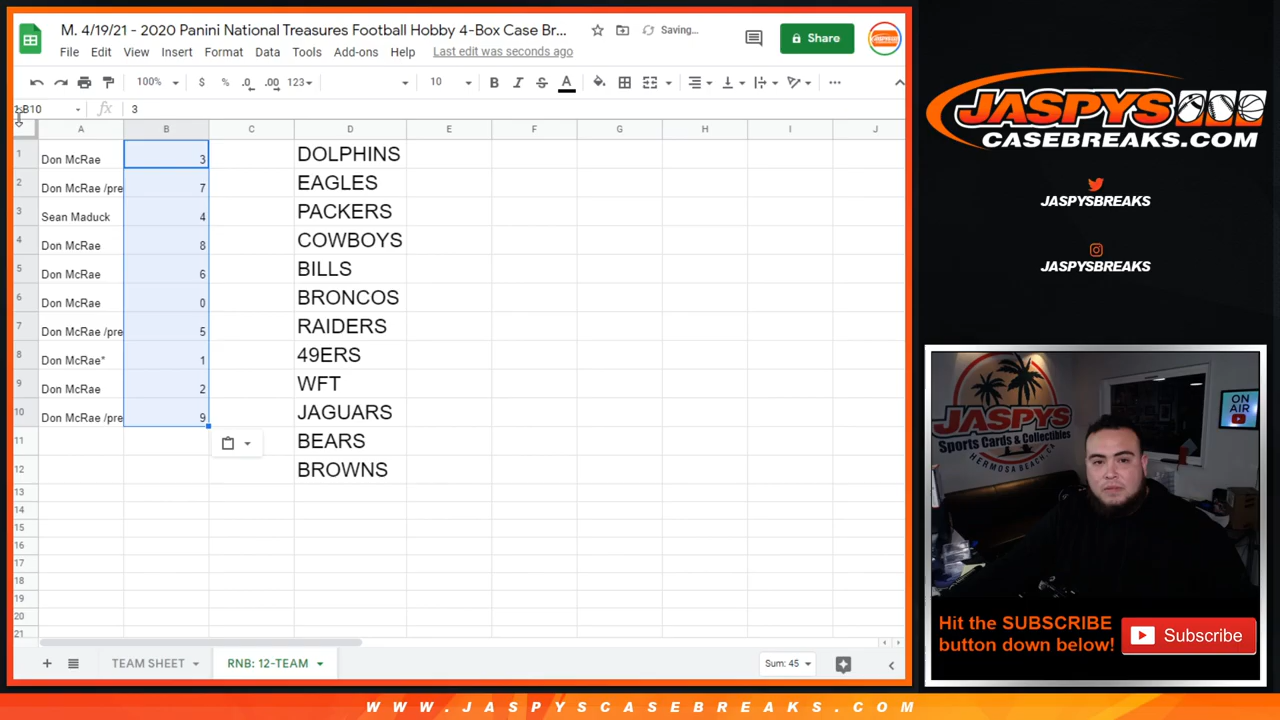 M. 4/19/21 - 2020 Panini National Treasures Football Hobby 4-Box Case Br...
Saving...
Share
File Edit View Insert Format Data Tools Add-ons Help Last edit was seconds ago
100% $ % .0 .00 123 10 B I S A
B10 fx 3
A B C D E F G H I J
1 Don McRae 3 DOLPHINS
2 Don McRae /pre 7 EAGLES
3 Sean Maduck 4 PACKERS
4 Don McRae 8 COWBOYS
5 Don McRae 6 BILLS
6 Don McRae 0 BRONCOS
7 Don McRae /pre 5 RAIDERS
8 Don McRae* 1 49ERS
9 Don McRae 2 WFT
10 Don McRae /pre 9 JAGUARS
11 BEARS
12 BROWNS
13
14
15
16
17
18
19
20
21
TEAM SHEET RNB: 12-TEAM Sum: 45
JASPYS
CASEBREAKS.COM
JASPYSBREAKS
JASPYSBREAKS
JASPYS
Sports Cards & Collectibles
HERMOSA BEACH, CA
ON
AIR
Hit the SUBSCRIBE
button down below!
Subscribe
WWW.JASPYSCASEBREAKS.COM